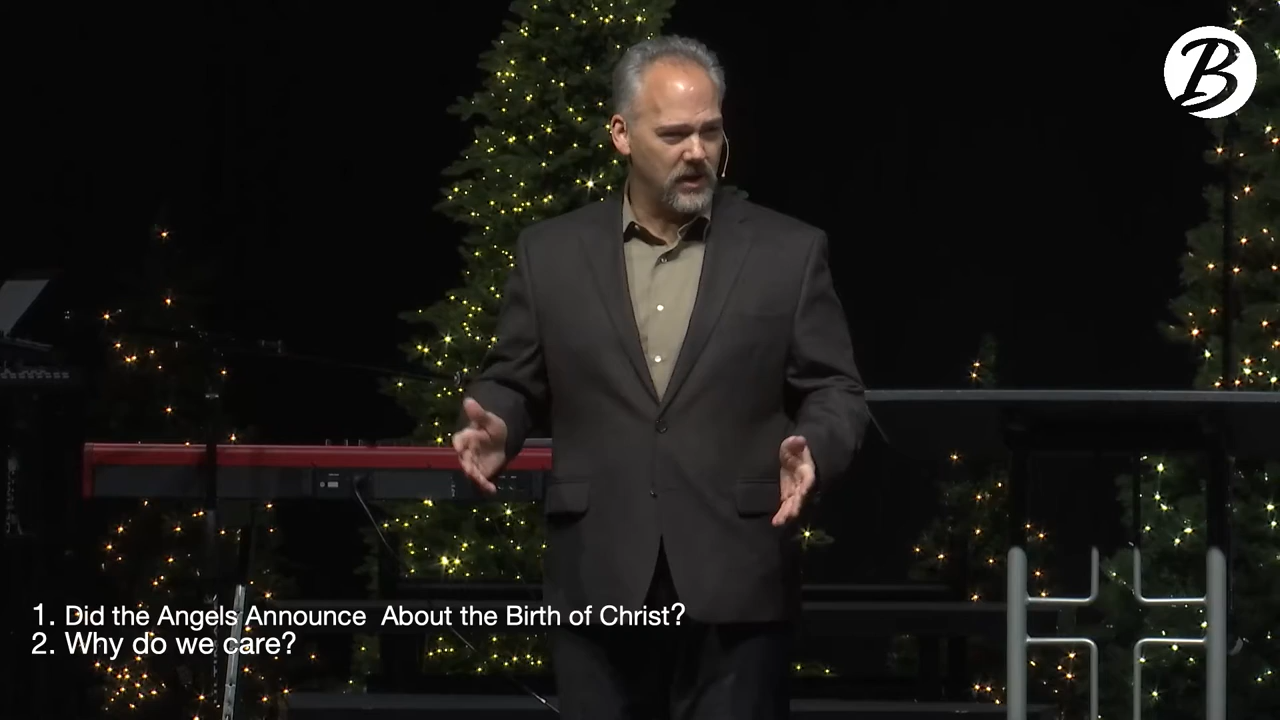 B
1. Did the Angels Announce  About the Birth of Christ?
2. Why do we care?